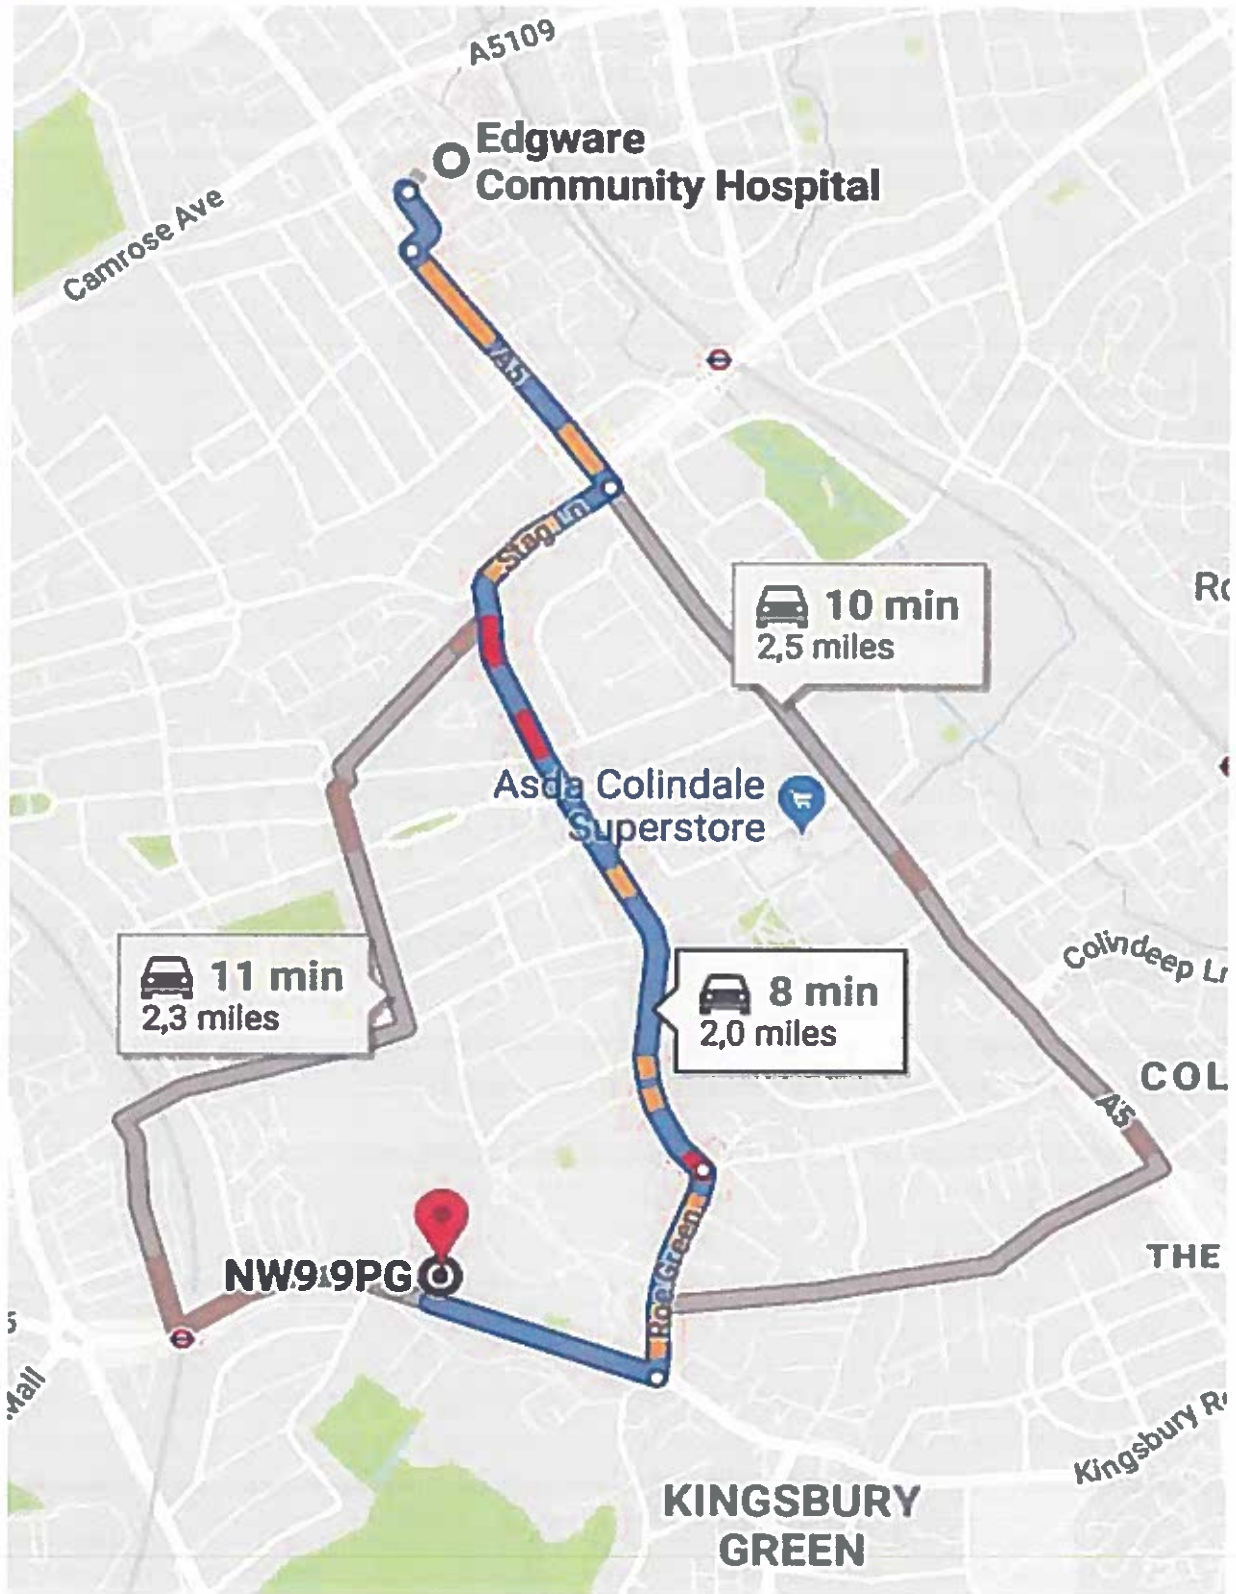 A5109
Edgware
Community Hospital
Camrose Ave
A5
Stag Ln
10 min
2,5 miles
Asda Colindale
Superstore
11 min
2,3 miles
8 min
2,0 miles
Colindeep Ln
COL
A5
THE
NW9 9PG
Roe Green
Mall
Kingsbury R
KINGSBURY
GREEN